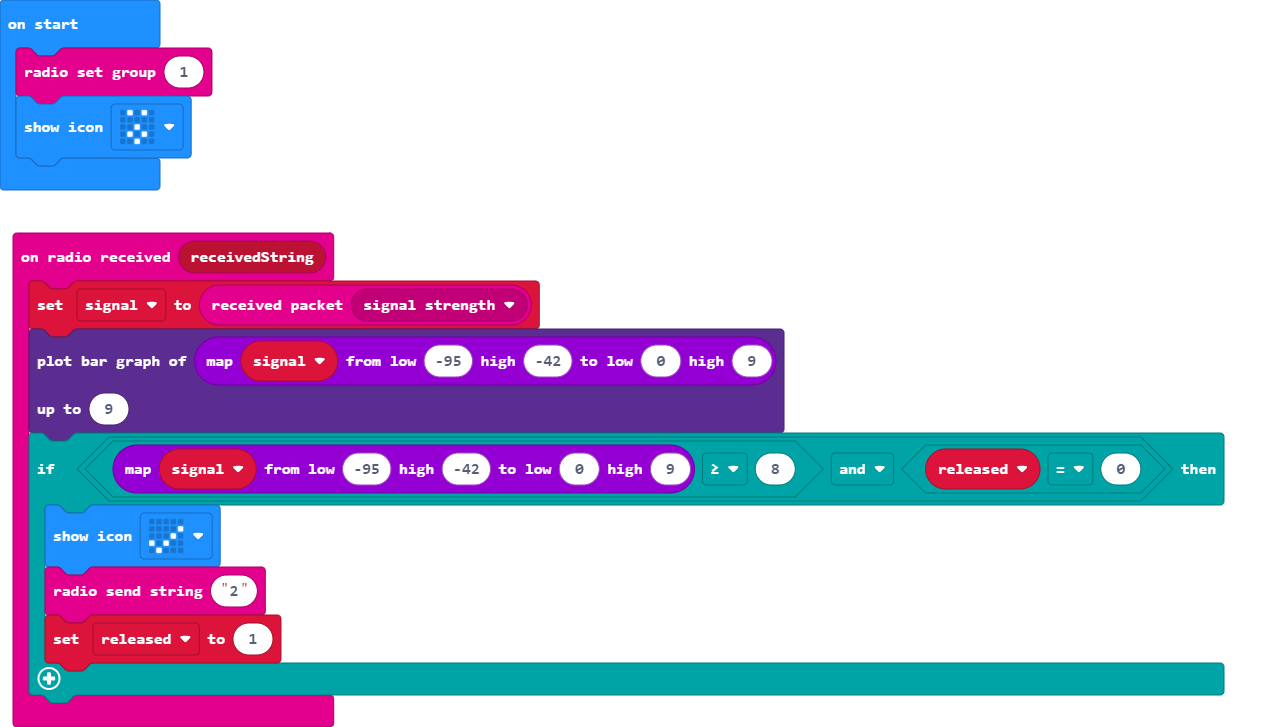 on start
radio set group 1
show icon
on radio received receivedString
set signal to received packet signal strength
plot bar graph of map signal from low -95 high -42 to low 0 high 9
up to 9
if map signal from low -95 high -42 to low 0 high 9 ≥ 8 and released = 0 then
show icon
radio send string "2"
set released to 1